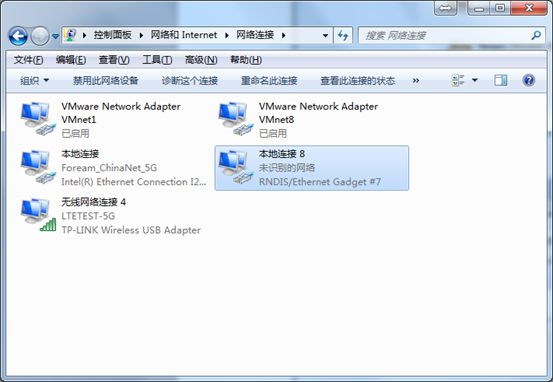 控制面板 ▶ 网络和 Internet ▶ 网络连接 ▶
搜索 网络连接
文件(F) 编辑(E) 查看(V) 工具(T) 高级(N) 帮助(H)
组织 禁用此网络设备 诊断这个连接 重命名此连接 查看此连接的状态 »
VMware Network Adapter
VMnet1
已启用
VMware Network Adapter
VMnet8
已启用
本地连接
Foream_ChinaNet_5G
Intel(R) Ethernet Connection I2...
本地连接 8
未识别的网络
RNDIS/Ethernet Gadget #7
无线网络连接 4
LTETEST-5G
TP-LINK Wireless USB Adapter